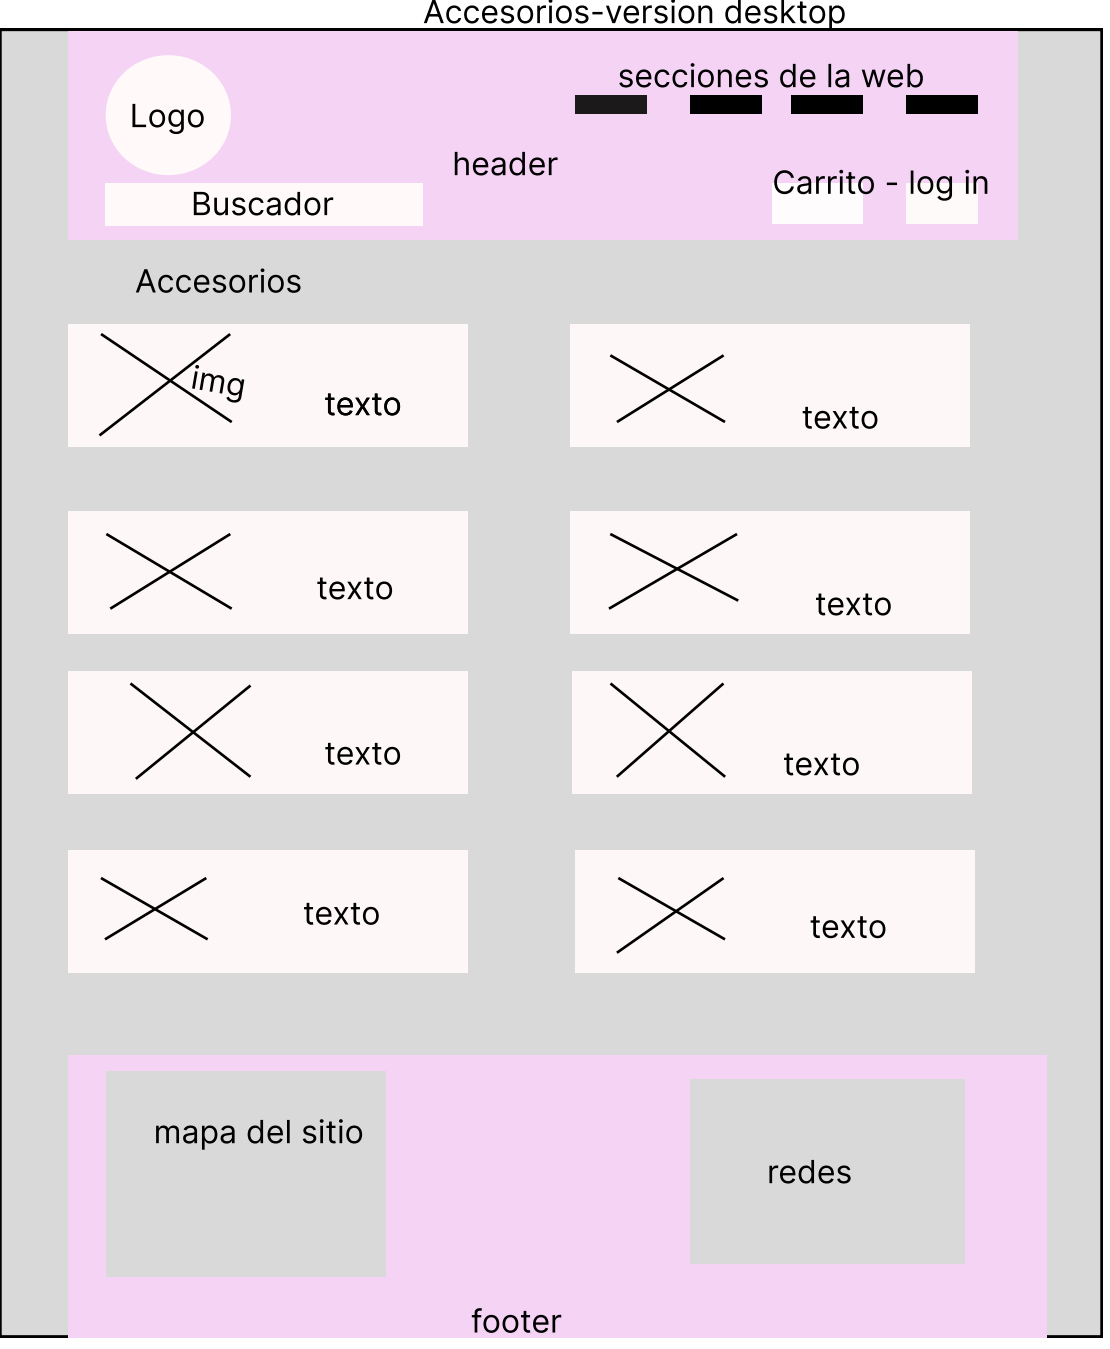 Accesorios-version desktop
secciones de la web
Logo
header
Carrito - log in
Buscador
Accesorios
img
texto
texto
texto
texto
texto
texto
texto
texto
mapa del sitio
redes
footer